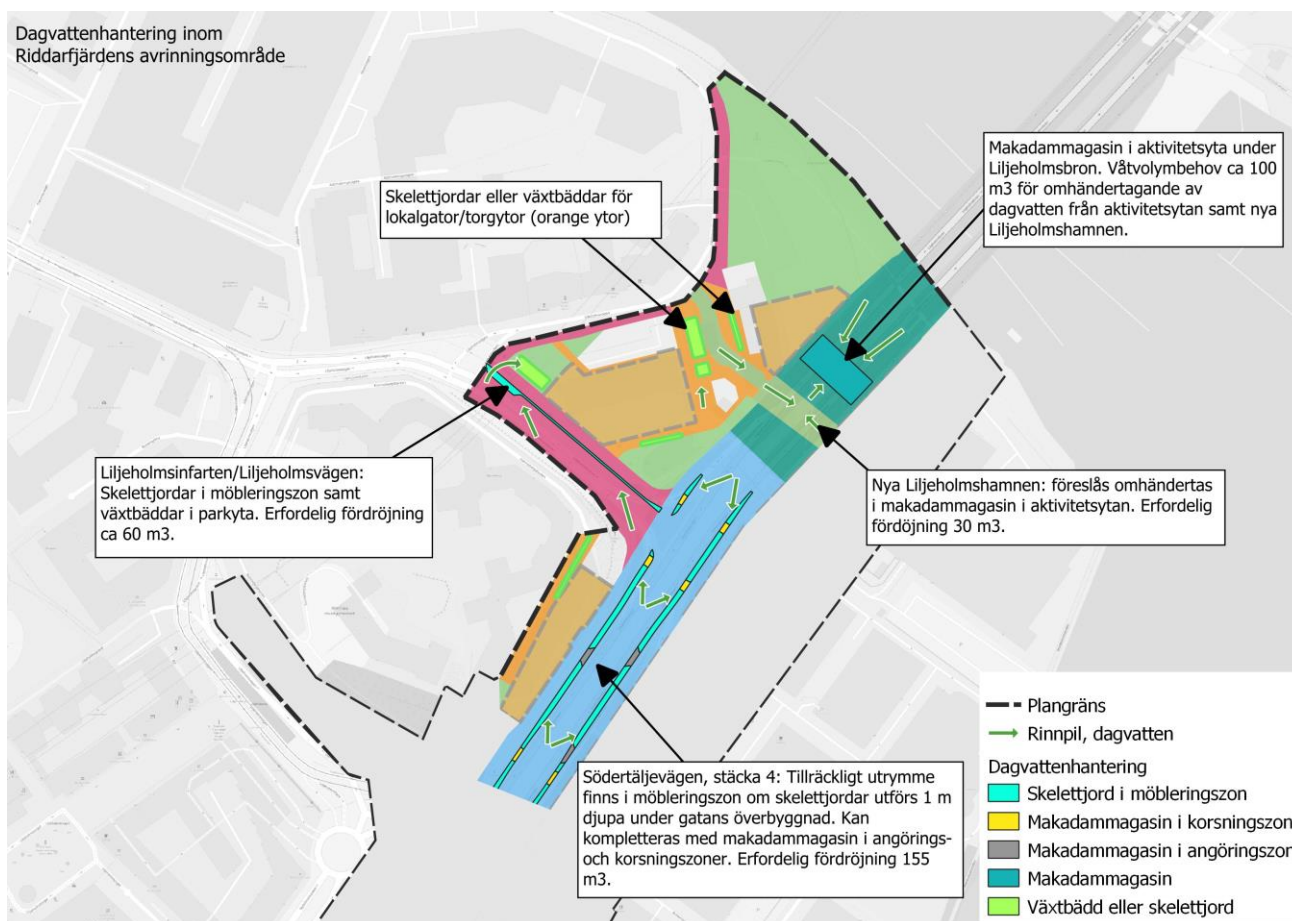 Dagvattenhantering inom
Riddarfjärdens avrinningsområde
Makadammagasin i aktivitetsyta under
Liljeholmsbron. Våtvolymbehov ca 100
m3 för omhändertagande av
dagvatten från aktivitetsytan samt nya
Liljeholmshamnen.
Skelettjordar eller växtbäddar för
lokalgator/torgytor (orange ytor)
Liljeholmsinfarten/Liljeholmsvägen:
Skelettjordar i möbleringszon samt
växtbäddar i parkyta. Erfordelig fördröjning
ca 60 m3.
Nya Liljeholmshamnen: föreslås omhändertas
i makadammagasin i aktivitetsytan. Erfordelig
fördöjning 30 m3.
Södertäljevägen, stäcka 4: Tillräckligt utrymme
finns i möbleringszon om skelettjordar utförs 1 m
djupa under gatans överbyggnad. Kan
kompletteras med makadammagasin i angörings-
och korsningszoner. Erfordelig fördröjning 155
m3.
Plangräns
Rinnpil, dagvatten
Dagvattenhantering
Skelettjord i möbleringszon
Makadammagasin i korsningszon
Makadammagasin i angöringszon
Makadammagasin
Växtbädd eller skelettjord